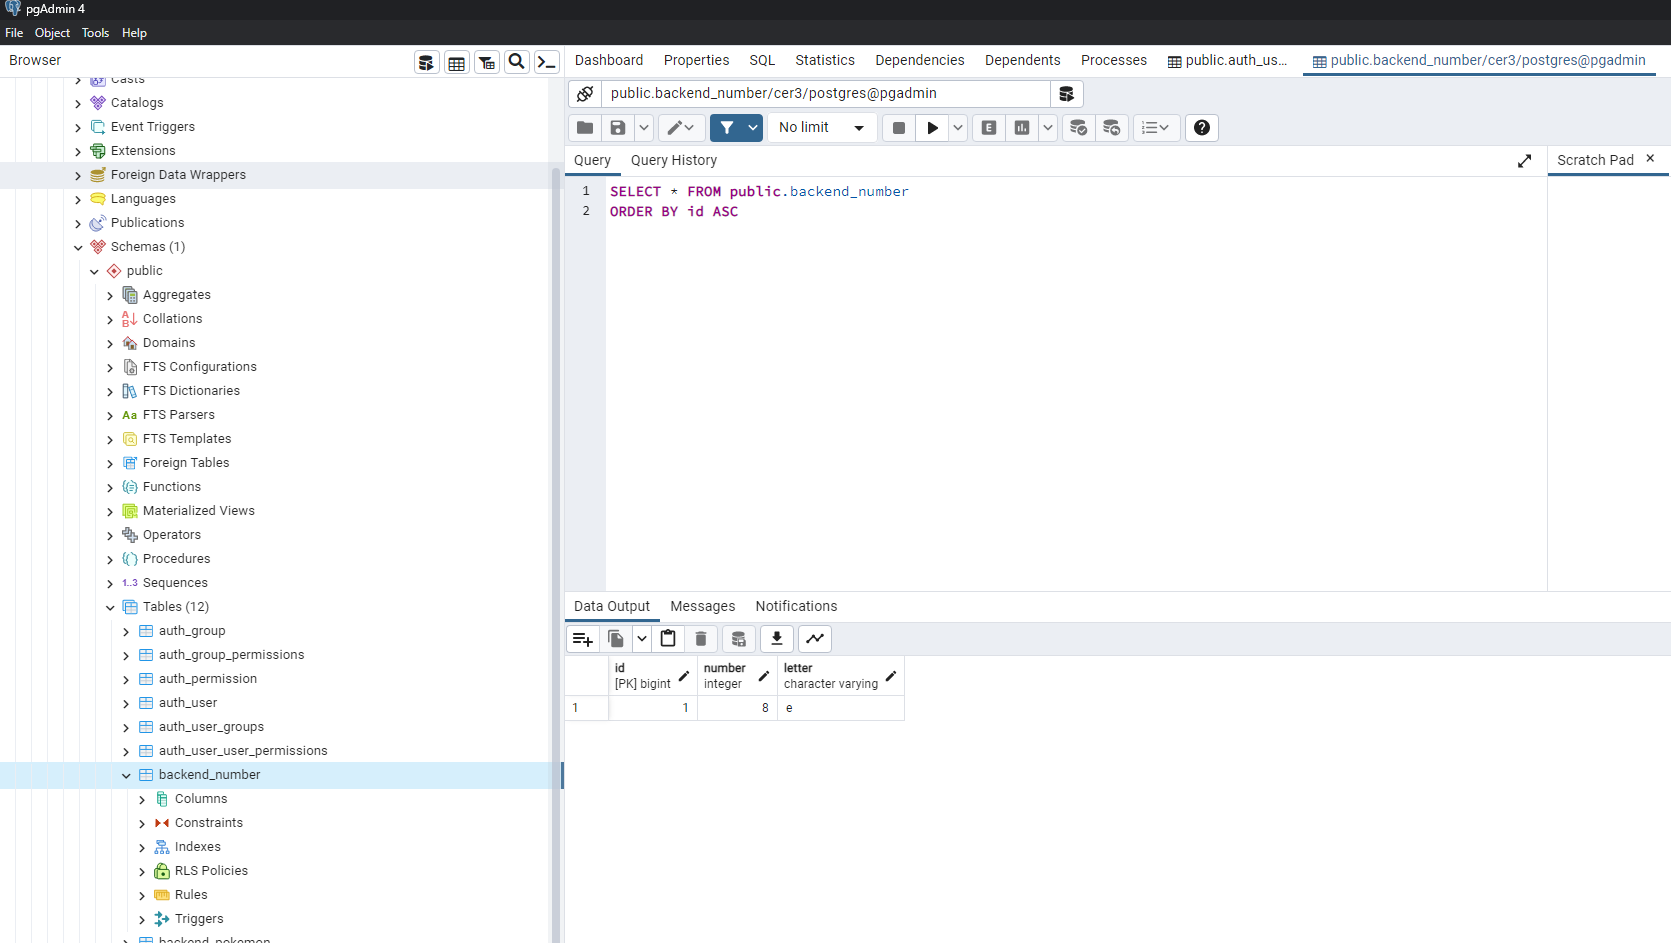 pgAdmin 4
File Object Tools Help
Browser
Dashboard Properties SQL Statistics Dependencies Dependents Processes public.auth_us... public.backend_number/cer3/postgres@pgadmin
public.backend_number/cer3/postgres@pgadmin
No limit
E
Query Query History
Scratch Pad
1 SELECT * FROM public.backend_number
2 ORDER BY id ASC
Casts
Catalogs
Event Triggers
Extensions
Foreign Data Wrappers
Languages
Publications
Schemas (1)
public
Aggregates
Collations
Domains
FTS Configurations
FTS Dictionaries
Aa FTS Parsers
FTS Templates
Foreign Tables
Functions
Materialized Views
Operators
Procedures
1..3 Sequences
Tables (12)
auth_group
auth_group_permissions
auth_permission
auth_user
auth_user_groups
auth_user_user_permissions
backend_number
Columns
Constraints
Indexes
RLS Policies
Rules
Triggers
backend_pokemon
Data Output Messages Notifications
id number letter
[PK] bigint integer character varying
1 1 8 e